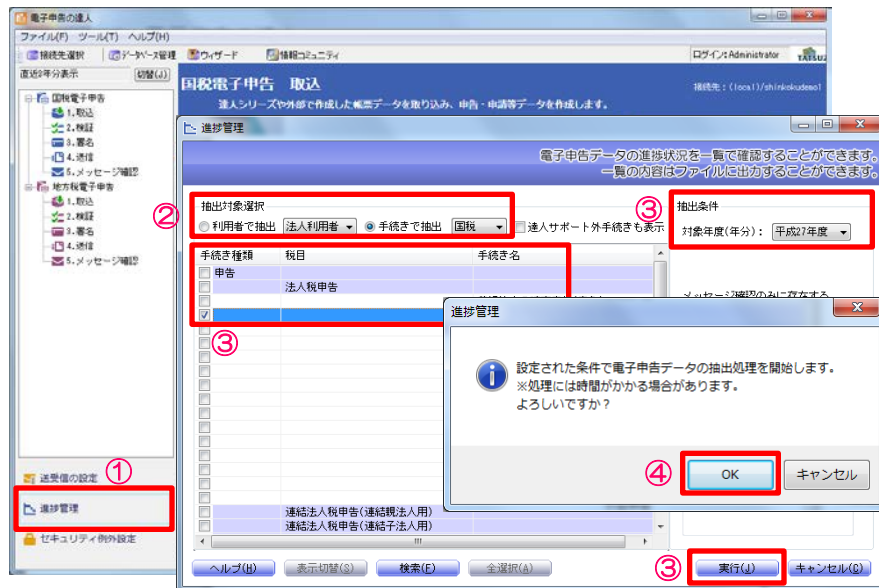 電子申告の達人
ファイル(F) ツール(T) ヘルプ(H)
接続先選択 データベース管理 ウィザード 情報コミュニティ ログイン:Administrator TATSU
直近2年分表示 切替(J)
国税電子申告
1.取込
2.検証
3.署名
4.送信
5.メッセージ確認
地方税電子申告
1.取込
2.検証
3.署名
4.送信
5.メッセージ確認
送受信の設定 ①
進捗管理
セキュリティ例外設定
国税電子申告 取込
接続先:(local)/shinkokudemo1
達人シリーズや外部で作成した帳票データを取り込み、申告・申請等データを作成します。
進捗管理
電子申告データの進捗状況を一覧で確認することができます。
一覧の内容はファイルに出力することができます。
② 抽出対象選択
利用者で抽出 法人利用者 手続きで抽出 国税 達人サポート外手続きも表示
③ 抽出条件
対象年度(年分): 平成27年度
手続き種類 税目 手続き名
申告
法人税申告
③
メッセージ確認のみに存在する
連結法人税申告(連結親法人用)
連結法人税申告(連結子法人用)
進捗管理
設定された条件で電子申告データの抽出処理を開始します。
※処理には時間がかかる場合があります。
よろしいですか?
④ OK キャンセル
ヘルプ(H) 表示切替(S) 検索(F) 全選択(A) ③ 実行(J) キャンセル(C)